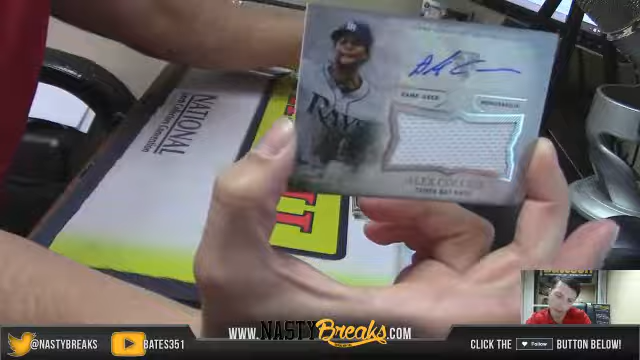 RAYS
GAME-USED
MEMORABILIA
ALEX COLOME
TAMPA BAY RAYS
NATIONAL
WWW.NASTYBreaks.COM
@NASTYBREAKS
BATES351
CLICK THE
Follow
BUTTON BELOW!